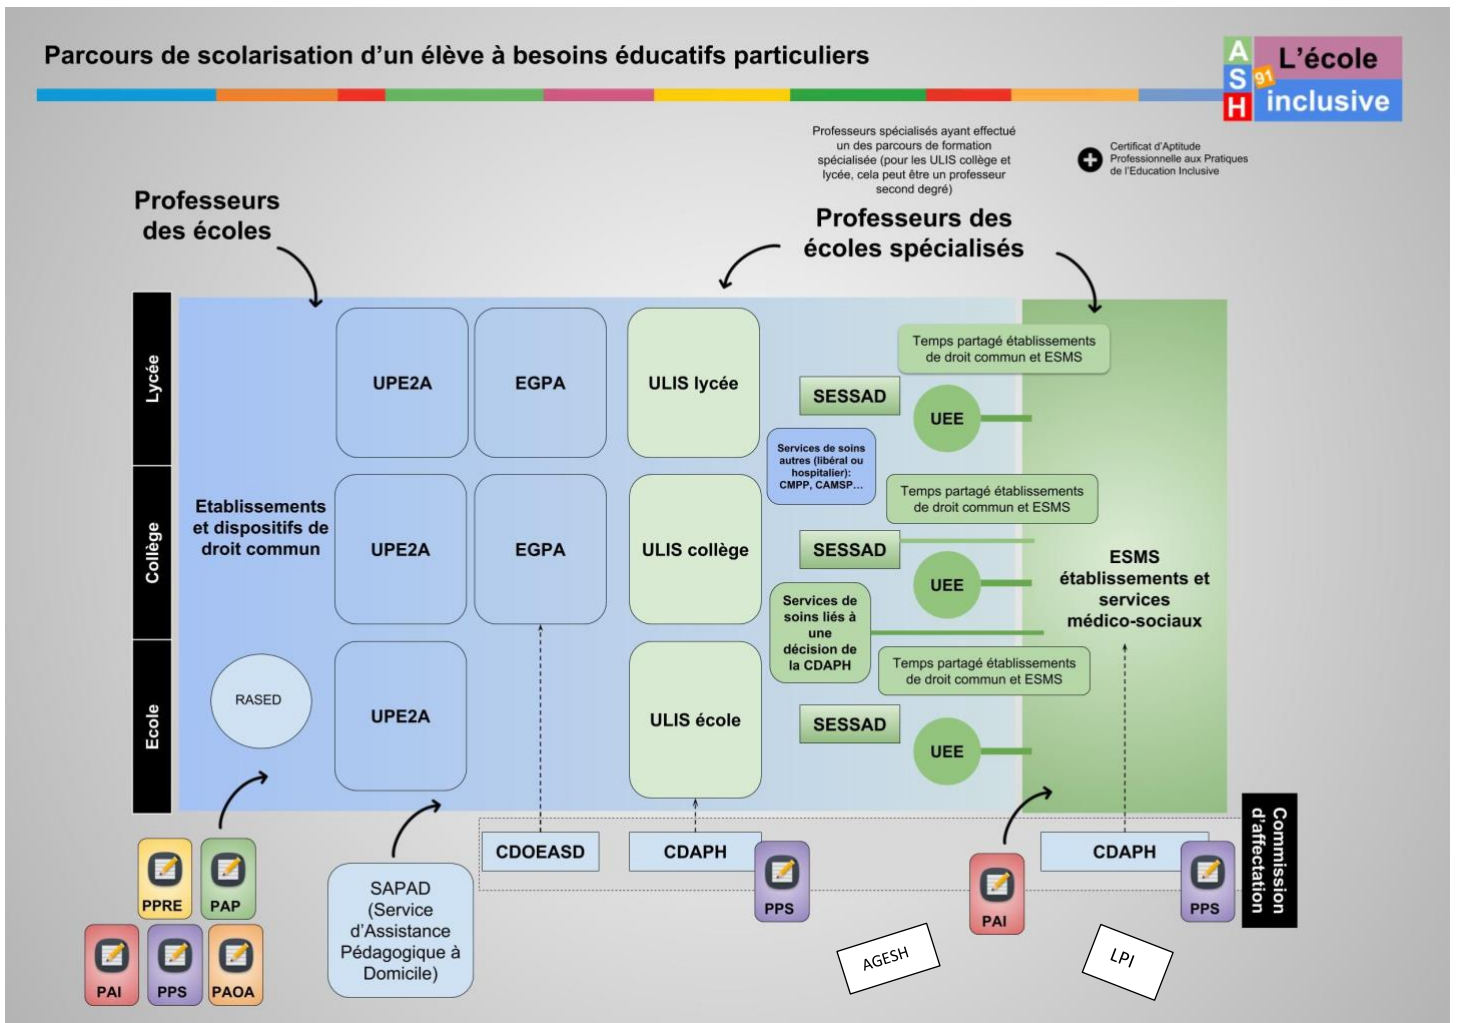 Parcours de scolarisation d'un élève à besoins éducatifs particuliers
A
S
H
91
L'école
inclusive
Professeurs spécialisés ayant effectué
un des parcours de formation
spécialisée (pour les ULIS collège et
lycée, cela peut être un professeur
second degré)
Certificat d'Aptitude
Professionnelle aux Pratiques
de l'Education Inclusive
Professeurs
des écoles
Professeurs des
écoles spécialisés
Lycée
UPE2A
EGPA
ULIS lycée
Temps partagé établissements
de droit commun et ESMS
SESSAD
UEE
Services de soins
autres (libéral ou
hospitalier):
CMPP, CAMSP...
Collège
Etablissements
et dispositifs de
droit commun
UPE2A
EGPA
ULIS collège
Temps partagé établissements
de droit commun et ESMS
SESSAD
UEE
Services de
soins liés à
une
décision de
la CDAPH
ESMS
établissements et
services
médico-sociaux
Ecole
RASED
UPE2A
ULIS école
Temps partagé établissements
de droit commun et ESMS
SESSAD
UEE
CDOEASD
CDAPH
PPS
CDAPH
PPS
Commission
d'affectation
PPRE
PAP
PAI
PPS
PAOA
SAPAD
(Service
d'Assistance
Pédagogique à
Domicile)
PAI
AGESH
LPI